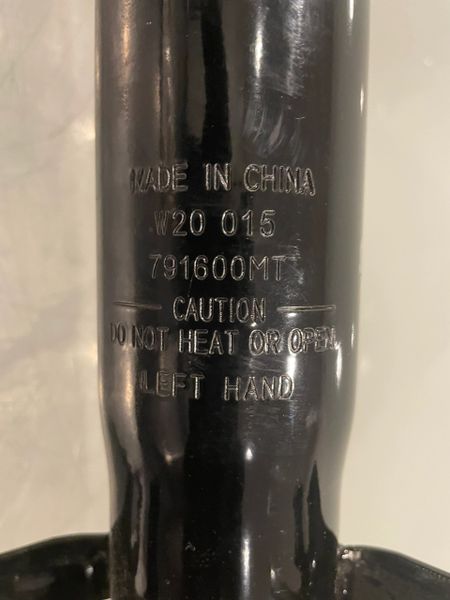 MADE IN CHINA
W20 015
791600MT
CAUTION
DO NOT HEAT OR OPEN.
LEFT HAND